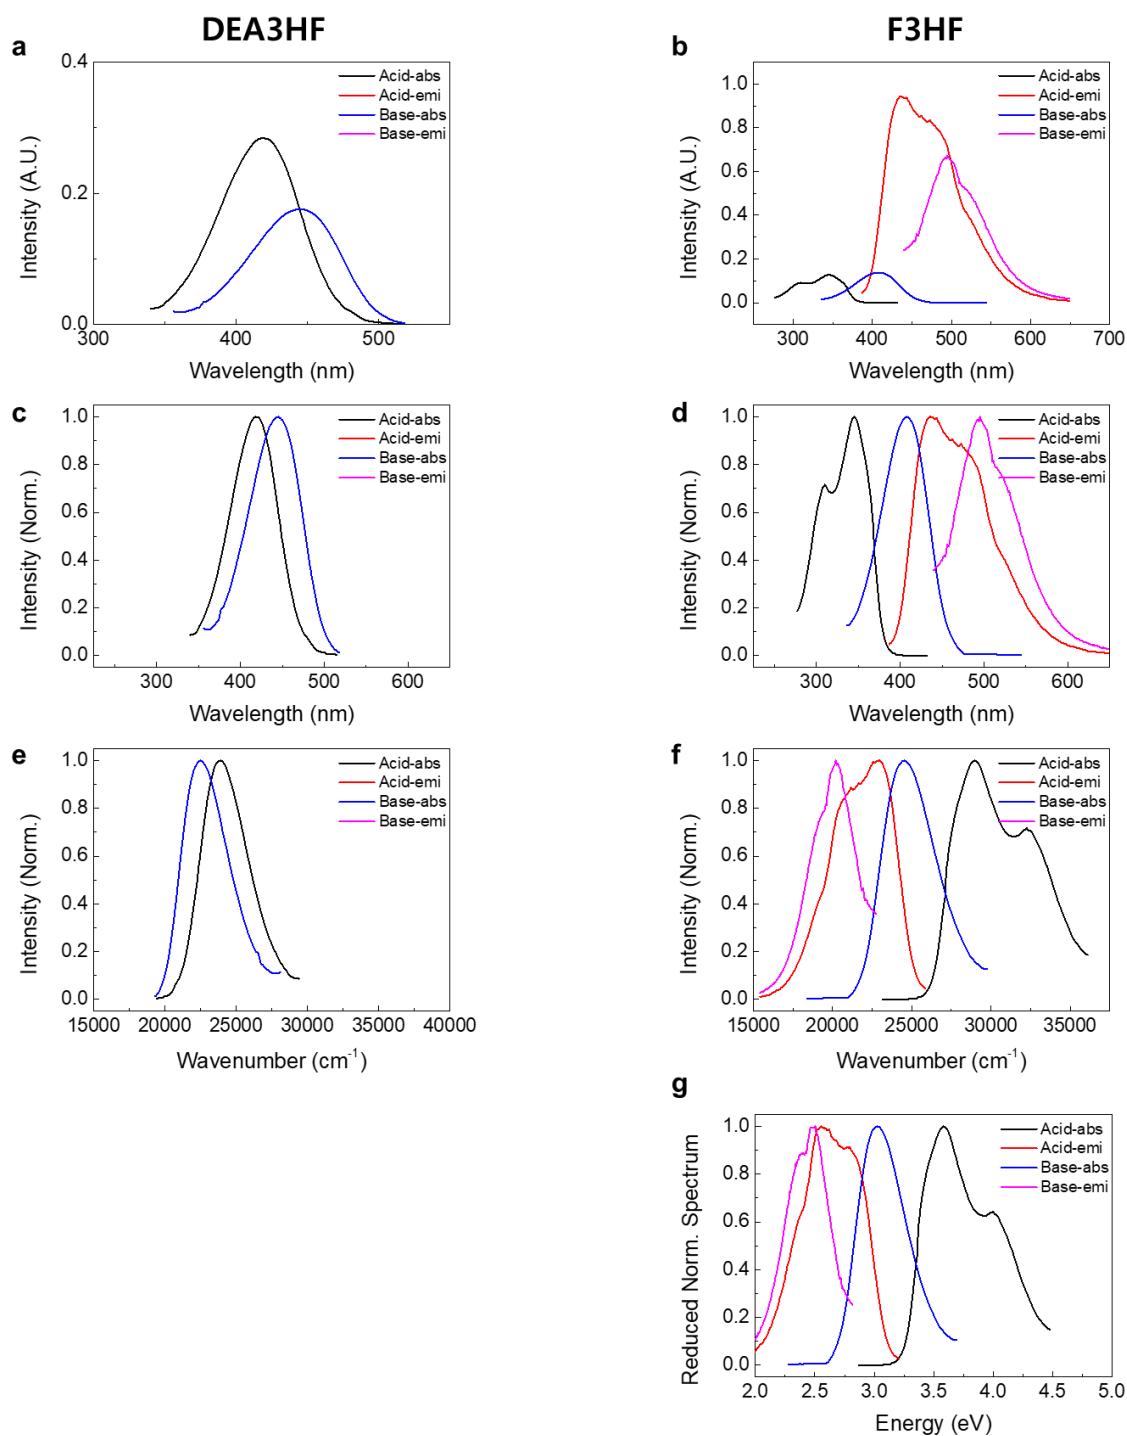 DEA3HF
F3HF
a
Intensity (A.U.)
0.4
0.2
0.0
300
400
500
Wavelength (nm)
Acid-abs
Acid-emi
Base-abs
Base-emi
b
Intensity (A.U.)
1.0
0.8
0.6
0.4
0.2
0.0
300
400
500
600
700
Wavelength (nm)
Acid-abs
Acid-emi
Base-abs
Base-emi
c
Intensity (Norm.)
1.0
0.8
0.6
0.4
0.2
0.0
300
400
500
600
Wavelength (nm)
Acid-abs
Acid-emi
Base-abs
Base-emi
d
Intensity (Norm.)
1.0
0.8
0.6
0.4
0.2
0.0
300
400
500
600
Wavelength (nm)
Acid-abs
Acid-emi
Base-abs
Base-emi
e
Intensity (Norm.)
1.0
0.8
0.6
0.4
0.2
0.0
15000
20000
25000
30000
35000
40000
Wavenumber (cm⁻¹)
Acid-abs
Acid-emi
Base-abs
Base-emi
f
Intensity (Norm.)
1.0
0.8
0.6
0.4
0.2
0.0
15000
20000
25000
30000
35000
Wavenumber (cm⁻¹)
Acid-abs
Acid-emi
Base-abs
Base-emi
g
Reduced Norm. Spectrum
1.0
0.8
0.6
0.4
0.2
0.0
2.0
2.5
3.0
3.5
4.0
4.5
5.0
Energy (eV)
Acid-abs
Acid-emi
Base-abs
Base-emi